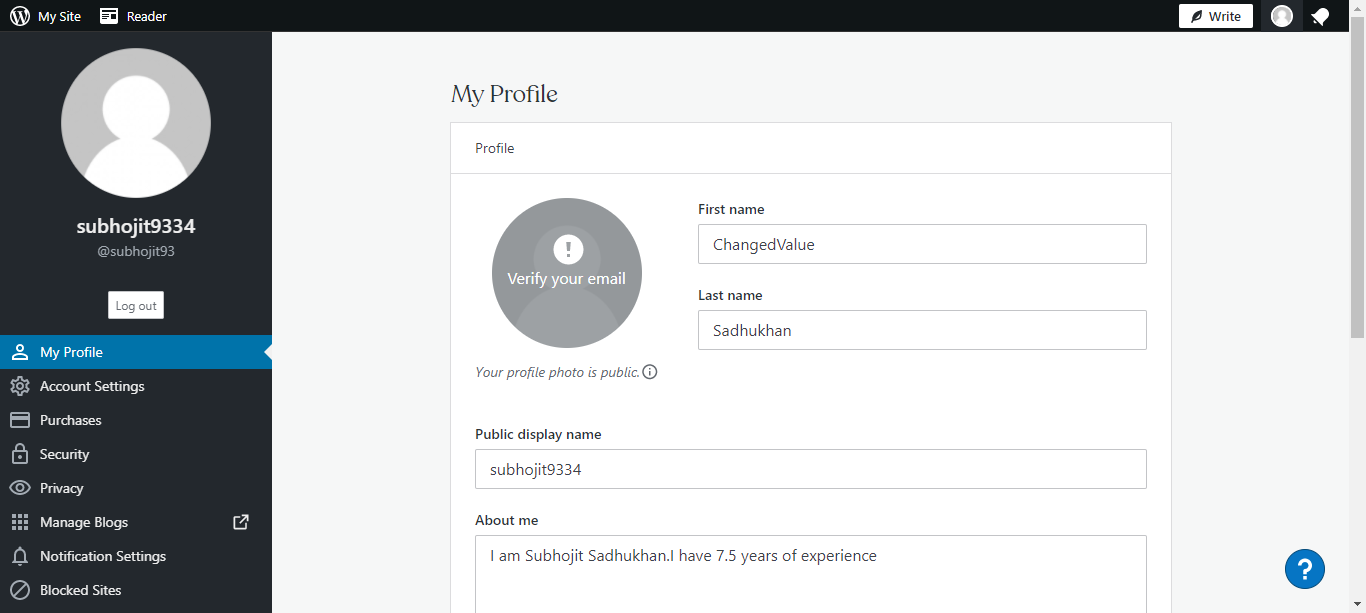 My Site
Reader
Write
subhojit9334
@subhojit93
Log out
My Profile
Account Settings
Purchases
Security
Privacy
Manage Blogs
Notification Settings
Blocked Sites
My Profile
Profile
!
Verify your email
Your profile photo is public.
First name
ChangedValue
Last name
Sadhukhan
Public display name
subhojit9334
About me
I am Subhojit Sadhukhan.I have 7.5 years of experience
?